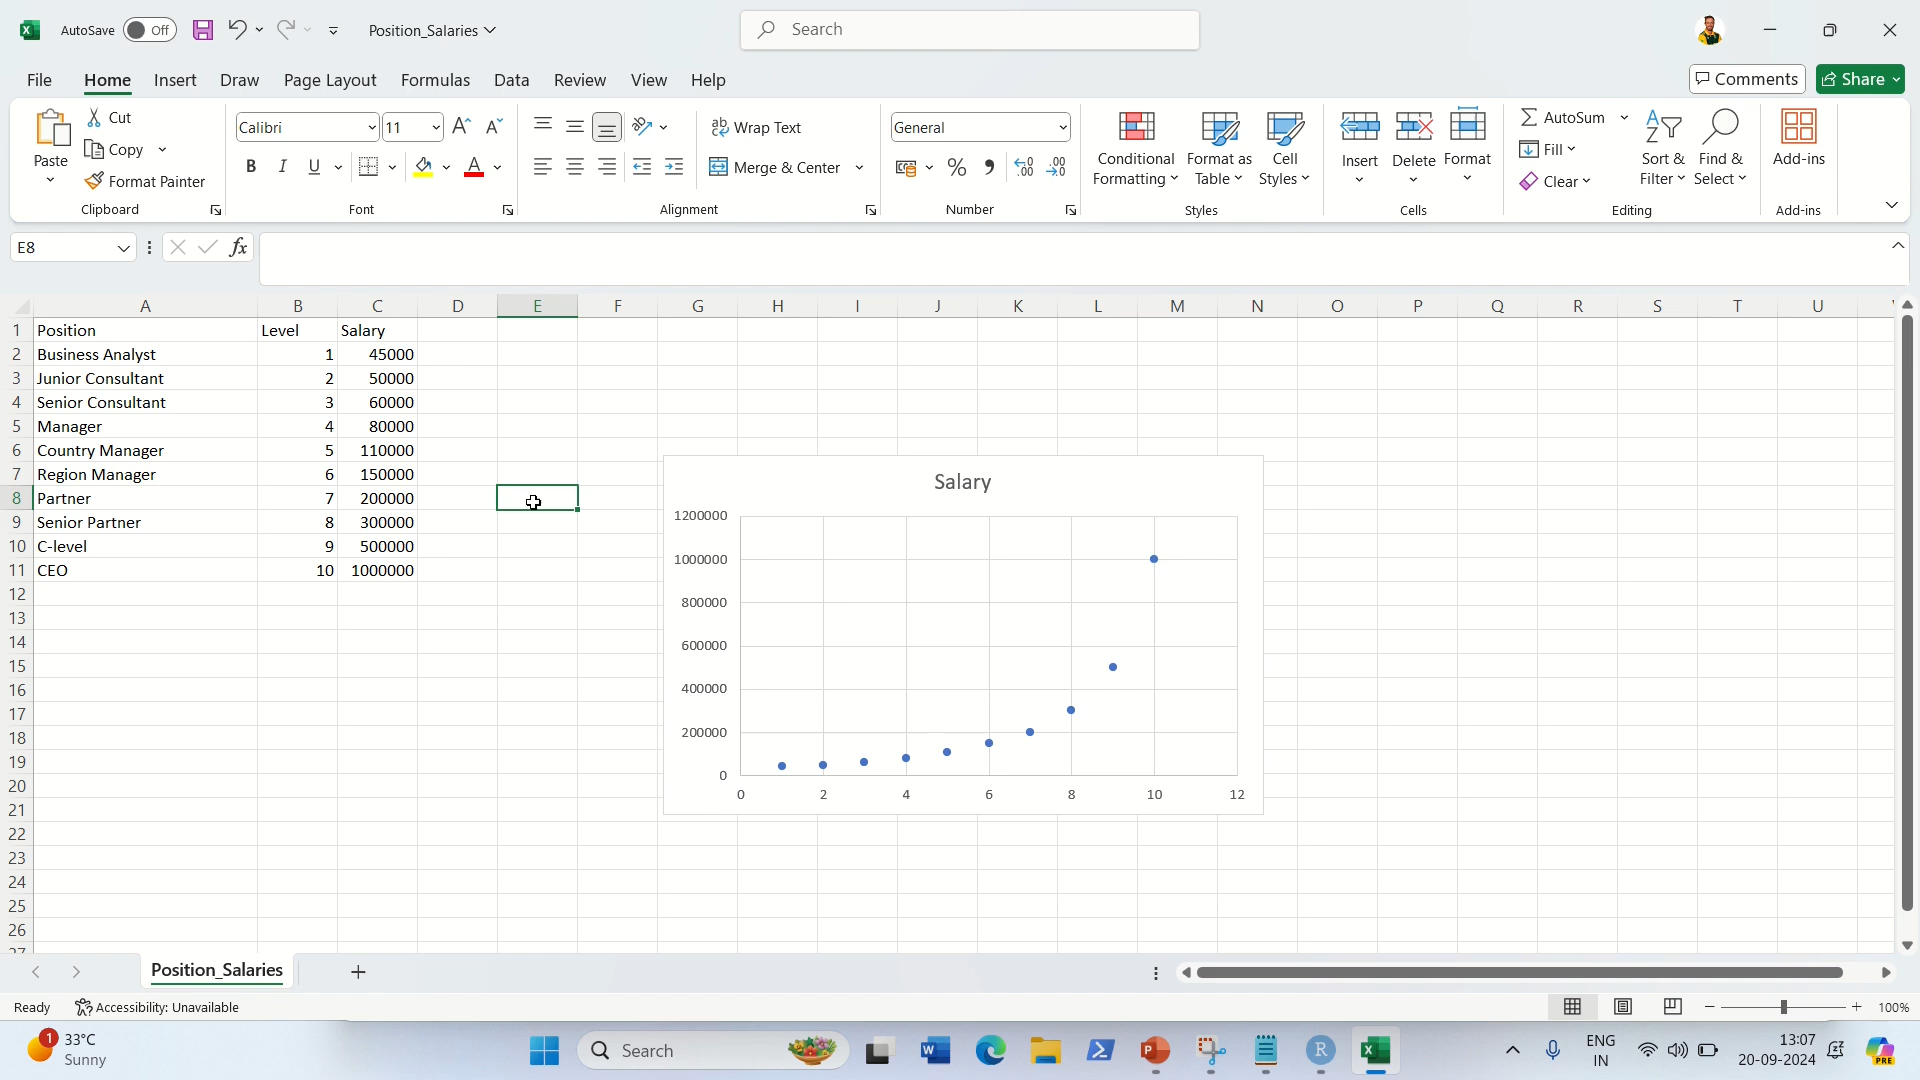 AutoSave Off Position_Salaries Search
File Home Insert Draw Page Layout Formulas Data Review View Help Comments Share
Paste Cut Copy Format Painter Clipboard
Calibri 11 B I U A Font
Wrap Text Merge & Center Alignment
General % Number
Conditional Formatting Format as Table Cell Styles Styles
Insert Delete Format Cells
AutoSum Fill Clear Sort & Filter Find & Select Editing
Add-ins Add-ins
E8 fx
A B C D E F G H I J K L M N O P Q R S T U
1 Position Level Salary
2 Business Analyst 1 45000
3 Junior Consultant 2 50000
4 Senior Consultant 3 60000
5 Manager 4 80000
6 Country Manager 5 110000
7 Region Manager 6 150000
8 Partner 7 200000
9 Senior Partner 8 300000
10 C-level 9 500000
11 CEO 10 1000000
12
13
14
15
16
17
18
19
20
21
22
23
24
25
26
27
Salary
1200000
1000000
800000
600000
400000
200000
0
0 2 4 6 8 10 12
Position_Salaries
Ready Accessibility: Unavailable 100%
1 33°C
Sunny
Search
ENG
IN
13:07
20-09-2024
PRE